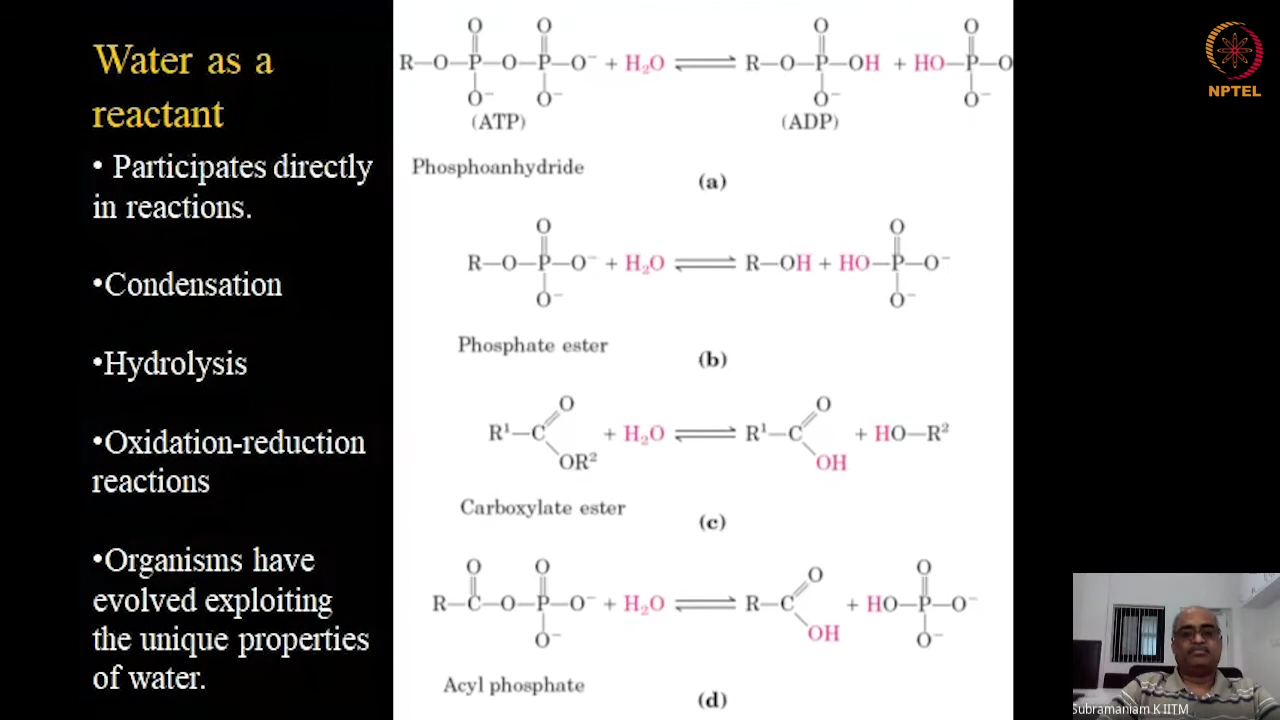 Water as a
reactant
• Participates directly
in reactions.
•Condensation
•Hydrolysis
•Oxidation-reduction
reactions
•Organisms have
evolved exploiting
the unique properties
of water.
O O O O
R—O—P—O—P—O⁻ + H₂O ⇌ R—O—P—OH + HO—P—O
O⁻ O⁻ O⁻ O⁻
(ATP) (ADP)
Phosphoanhydride
(a)
O O
R—O—P—O⁻ + H₂O ⇌ R—OH + HO—P—O⁻
O⁻ O⁻
Phosphate ester
(b)
O O
R¹—C + H₂O ⇌ R¹—C + HO—R²
OR² OH
Carboxylate ester
(c)
O O O O
R—C—O—P—O⁻ + H₂O ⇌ R—C + HO—P—O⁻
O⁻ OH O⁻
Acyl phosphate
(d)
NPTEL
Subramaniam K IITM